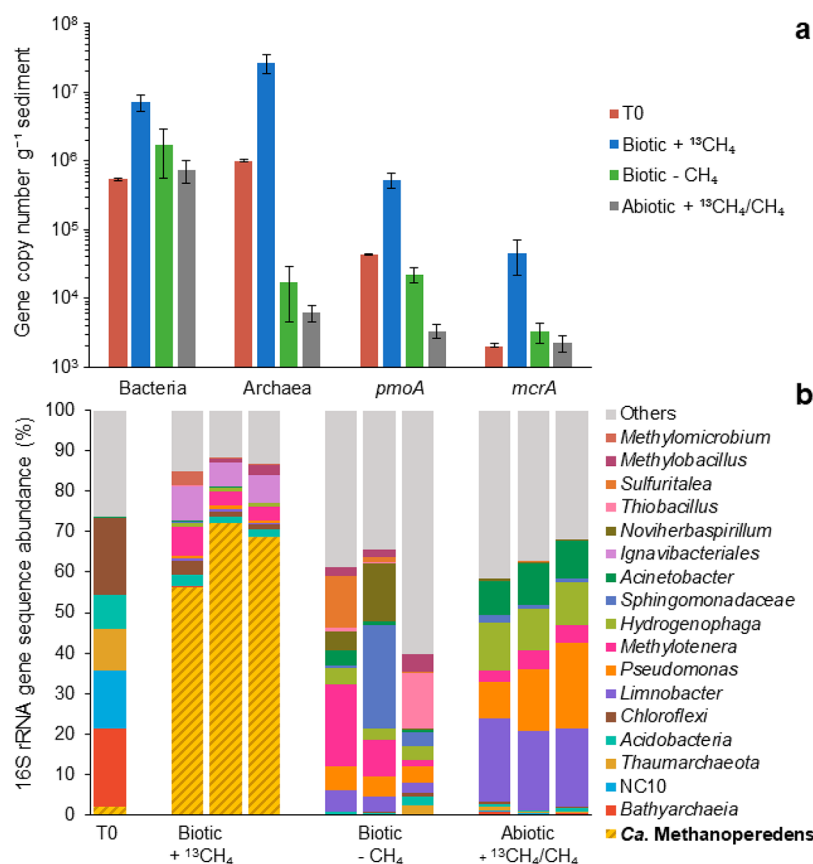 a
10⁸
10⁷
10⁶
10⁵
10⁴
10³
Gene copy number g⁻¹ sediment
T0
Biotic + ¹³CH₄
Biotic - CH₄
Abiotic + ¹³CH₄/CH₄
Bacteria Archaea pmoA mcrA
b
100
90
80
70
60
50
40
30
20
10
0
16S rRNA gene sequence abundance (%)
Others
Methylomicrobium
Methylobacillus
Sulfuritalea
Thiobacillus
Noviherbaspirillum
Ignavibacteriales
Acinetobacter
Sphingomonadaceae
Hydrogenophaga
Methylotenera
Pseudomonas
Limnobacter
Chloroflexi
Acidobacteria
Thaumarchaeota
NC10
Bathyarchaeia
Ca. Methanoperedens
T0 Biotic Biotic Abiotic
+ ¹³CH₄ - CH₄ + ¹³CH₄/CH₄